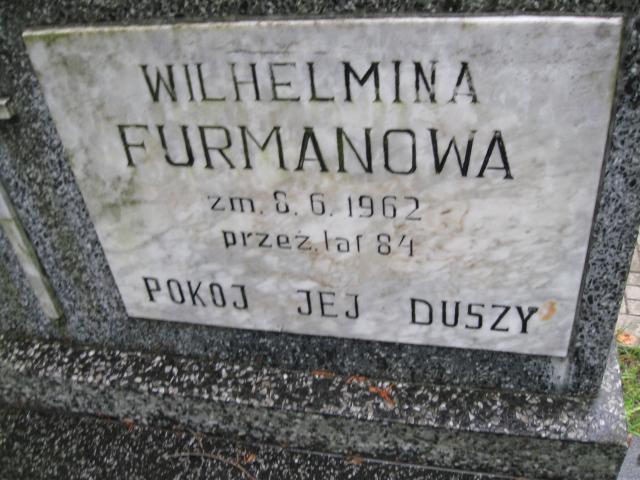 WILHELMINA
FURMANOWA
zm. 8. 6. 1962
przeż. lat 84
POKOJ JEJ DUSZY